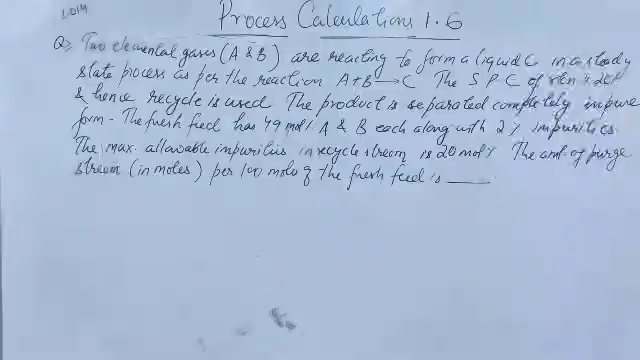 2014
Process Calculations 1.6
Q> Two elemental gases (A & B) are reacting to form a liquid C in a steady
state process as per the reaction A+B → C The S P C of rxn is 20%
& hence recycle is used The product is separated completely in pure
form - The fresh feed has 49 mol% A & B each along with 2% impurities.
The max. allowable impurities in recycle stream is 20 mol% The amt. of purge
stream (in moles) per 100 mols of the fresh feed is ____